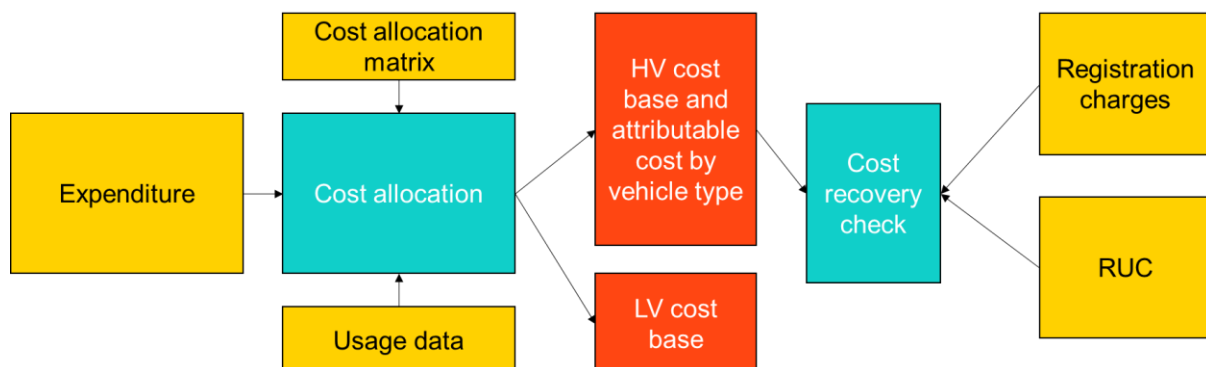 Expenditure
Cost allocation
matrix
Cost allocation
Usage data
HV cost
base and
attributable
cost by
vehicle type
LV cost
base
Cost
recovery
check
Registration
charges
RUC